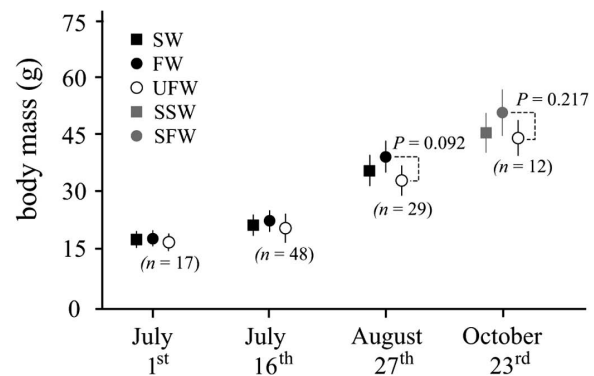 75
60
45
30
15
0
body mass (g)
SW
FW
UFW
SSW
SFW
(n = 17)
(n = 48)
P = 0.092
(n = 29)
P = 0.217
(n = 12)
July
1st
July
16th
August
27th
October
23rd